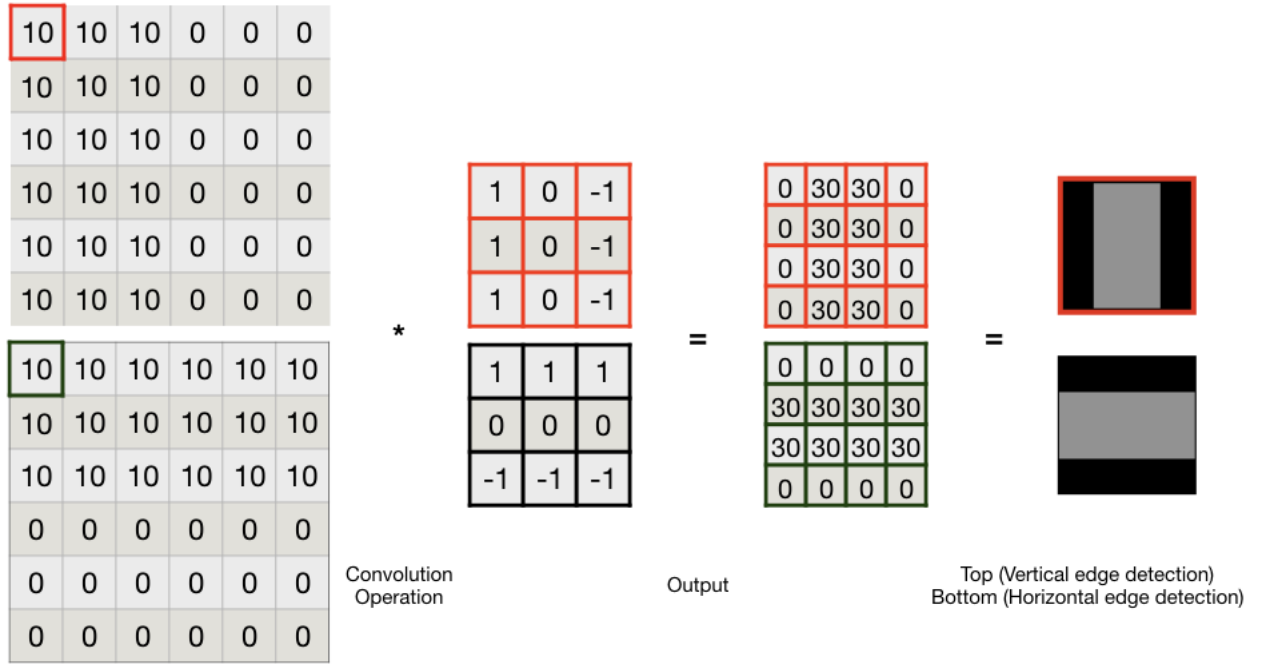 10 10 10 0 0 0
10 10 10 0 0 0
10 10 10 0 0 0
10 10 10 0 0 0
10 10 10 0 0 0
10 10 10 0 0 0
10 10 10 10 10 10
10 10 10 10 10 10
10 10 10 10 10 10
0 0 0 0 0 0
0 0 0 0 0 0
0 0 0 0 0 0
*
1 0 -1
1 0 -1
1 0 -1
1 1 1
0 0 0
-1 -1 -1
=
0 30 30 0
0 30 30 0
0 30 30 0
0 30 30 0
0 0 0 0
30 30 30 30
30 30 30 30
0 0 0 0
=
Convolution
Operation
Output
Top (Vertical edge detection)
Bottom (Horizontal edge detection)